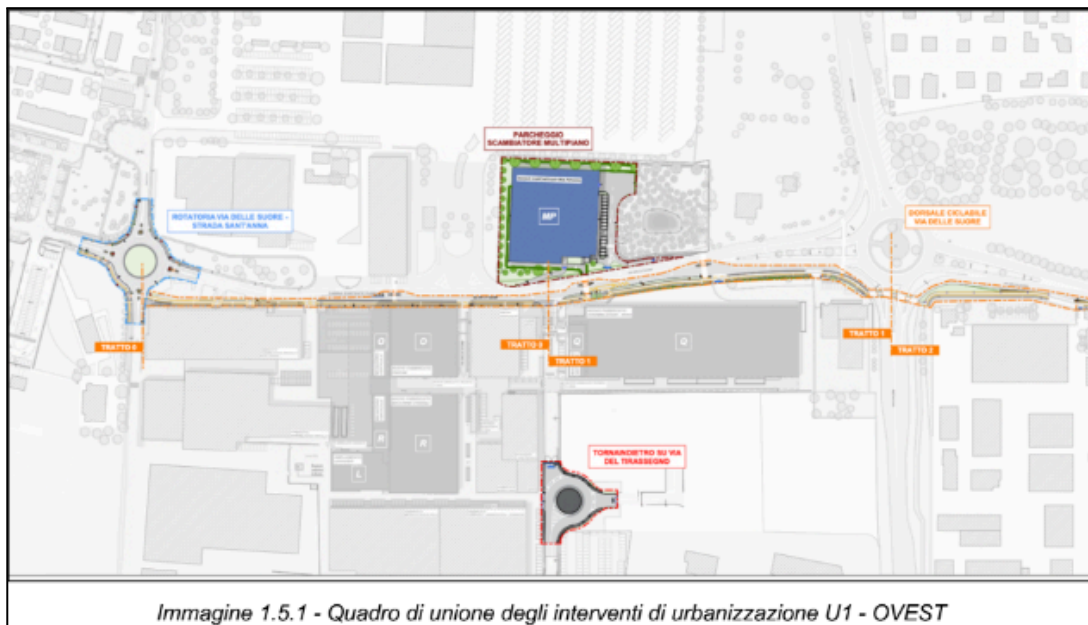 PARCHEGGIO
SCAMBIATORE MULTIPIANO
MP
ROTATORIA VIA DELLE SUORE -
STRADA SANT'ANNA
DORSALE CICLABILE
VIA DELLE SUORE
TRATTO 0
TRATTO 0
TRATTO 1
TRATTO 1
TRATTO 2
Q
R
L
TORNAINDIETRO SU VIA
DEL TIRASSEGNO
Immagine 1.5.1 - Quadro di unione degli interventi di urbanizzazione U1 - OVEST